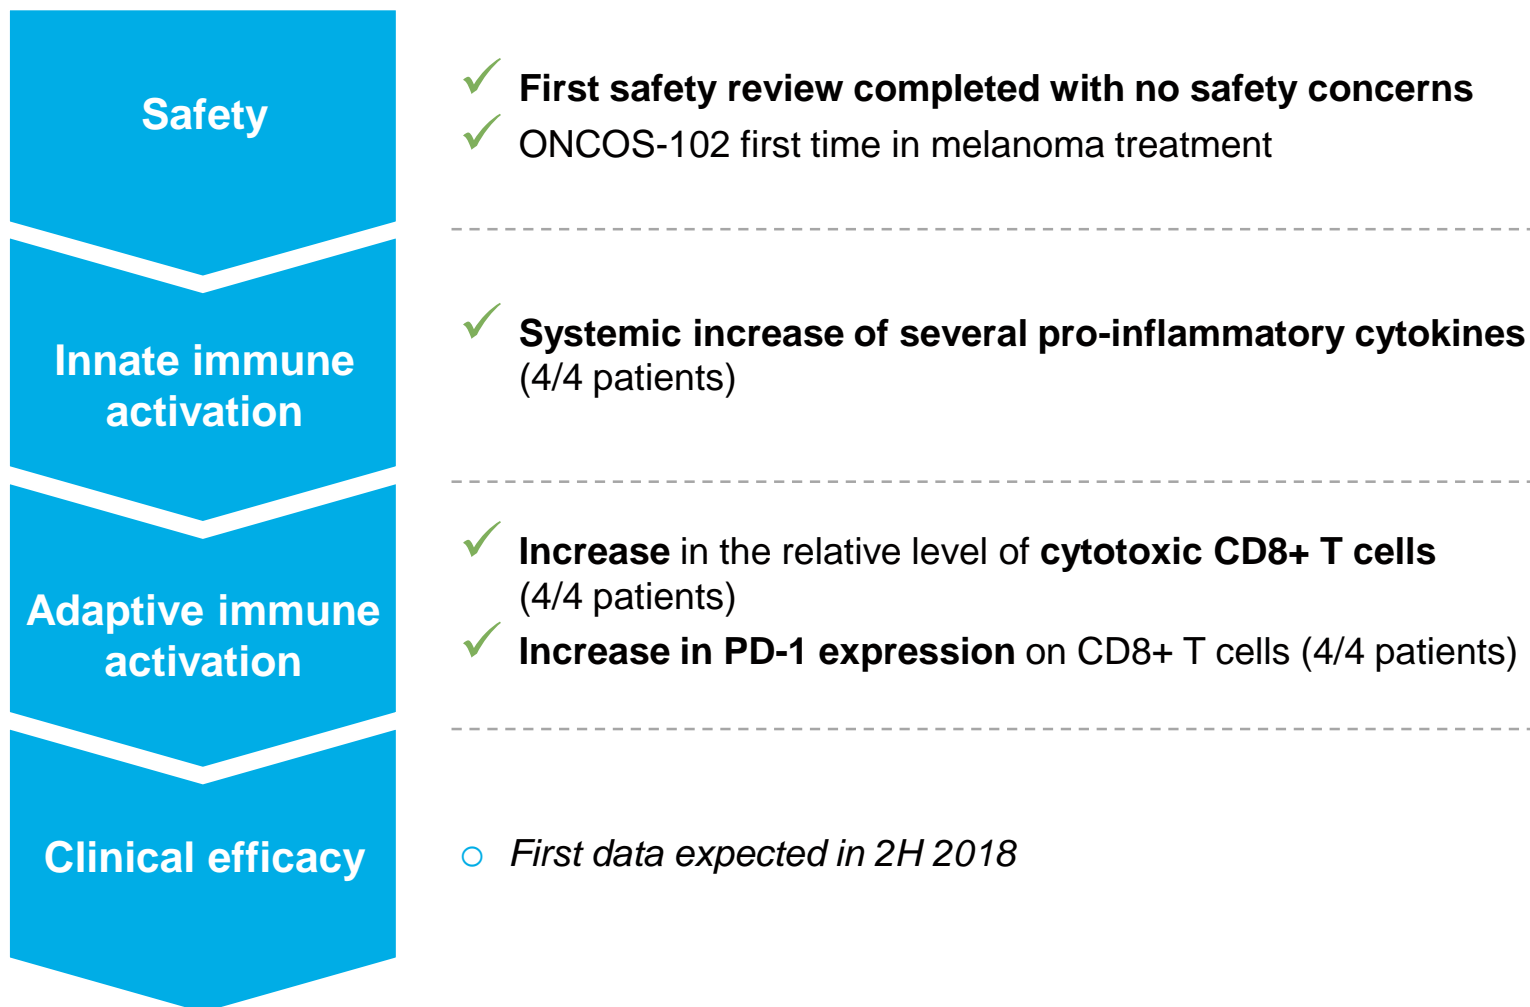 Safety
First safety review completed with no safety concerns
ONCOS-102 first time in melanoma treatment
Innate immune
activation
Systemic increase of several pro-inflammatory cytokines
(4/4 patients)
Adaptive immune
activation
Increase in the relative level of cytotoxic CD8+ T cells
(4/4 patients)
Increase in PD-1 expression on CD8+ T cells (4/4 patients)
Clinical efficacy
First data expected in 2H 2018